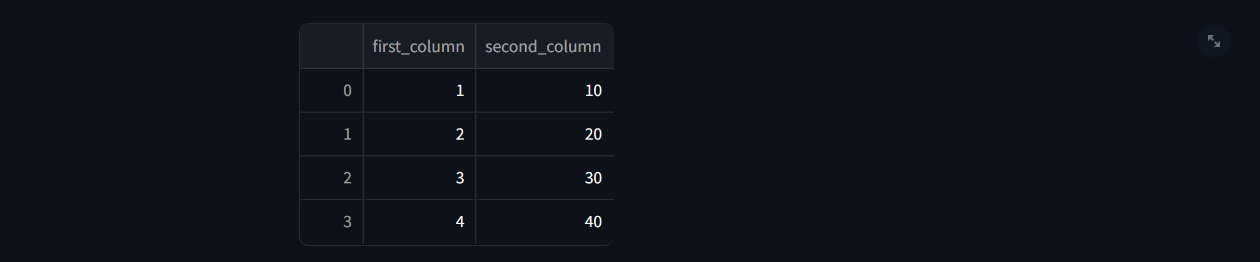 first_column second_column
0 1 10
1 2 20
2 3 30
3 4 40